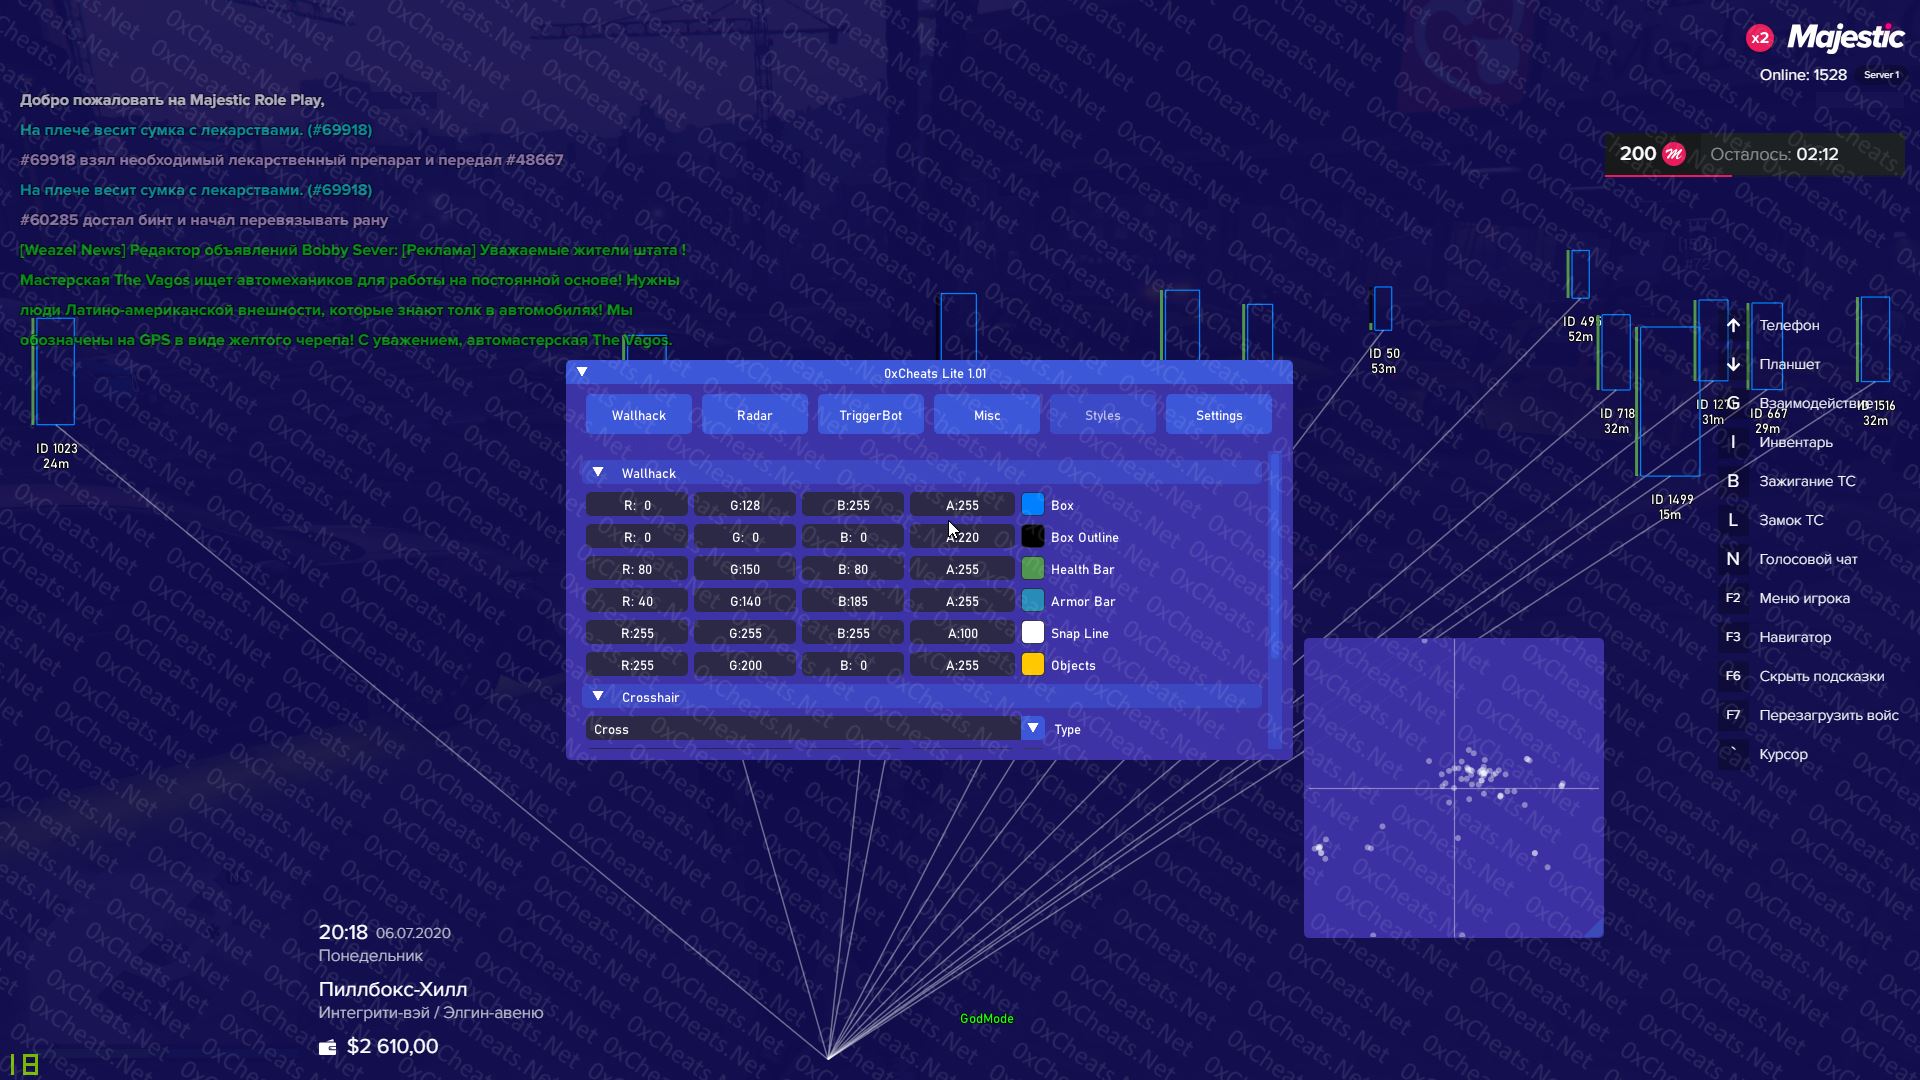 x2 Majestic
Online: 1528 Server 1
Добро пожаловать на Majestic Role Play,
На плече весит сумка с лекарствами. (#69918)
#69918 взял необходимый лекарственный препарат и передал #48667
На плече весит сумка с лекарствами. (#69918)
#60285 достал бинт и начал перевязывать рану
[Weazel News] Редактор объявлений Bobby Sever: [Реклама] Уважаемые жители штата !
Мастерская The Vagos ищет автомехаников для работы на постоянной основе! Нужны
люди Латино-американской внешности, которые знают толк в автомобилях! Мы
обозначены на GPS в виде желтого черепа! С уважением, автомастерская The Vagos.
200 Осталось: 02:12
ID 1023
24m
ID 50
53m
ID 495
52m
ID 718
32m
31m
ID 667
29m
ID 1516
32m
ID 1499
15m
0xCheats Lite 1.01
Wallhack Radar TriggerBot Misc Styles Settings
Wallhack
R: 0 G:128 B:255 A:255 Box
R: 0 G: 0 B: 0 A:220 Box Outline
R: 80 G:150 B: 80 A:255 Health Bar
R: 40 G:140 B:185 A:255 Armor Bar
R:255 G:255 B:255 A:100 Snap Line
R:255 G:200 B: 0 A:255 Objects
Crosshair
Cross Type
Телефон
Планшет
G Взаимодействие
I Инвентарь
B Зажигание ТС
L Замок ТС
N Голосовой чат
F2 Меню игрока
F3 Навигатор
F6 Скрыть подсказки
F7 Перезагрузить войс
` Курсор
20:18 06.07.2020
Понедельник
Пиллбокс-Хилл
Интегрити-вэй / Элгин-авеню
$2 610,00
GodMode
18
0xCheats.Net